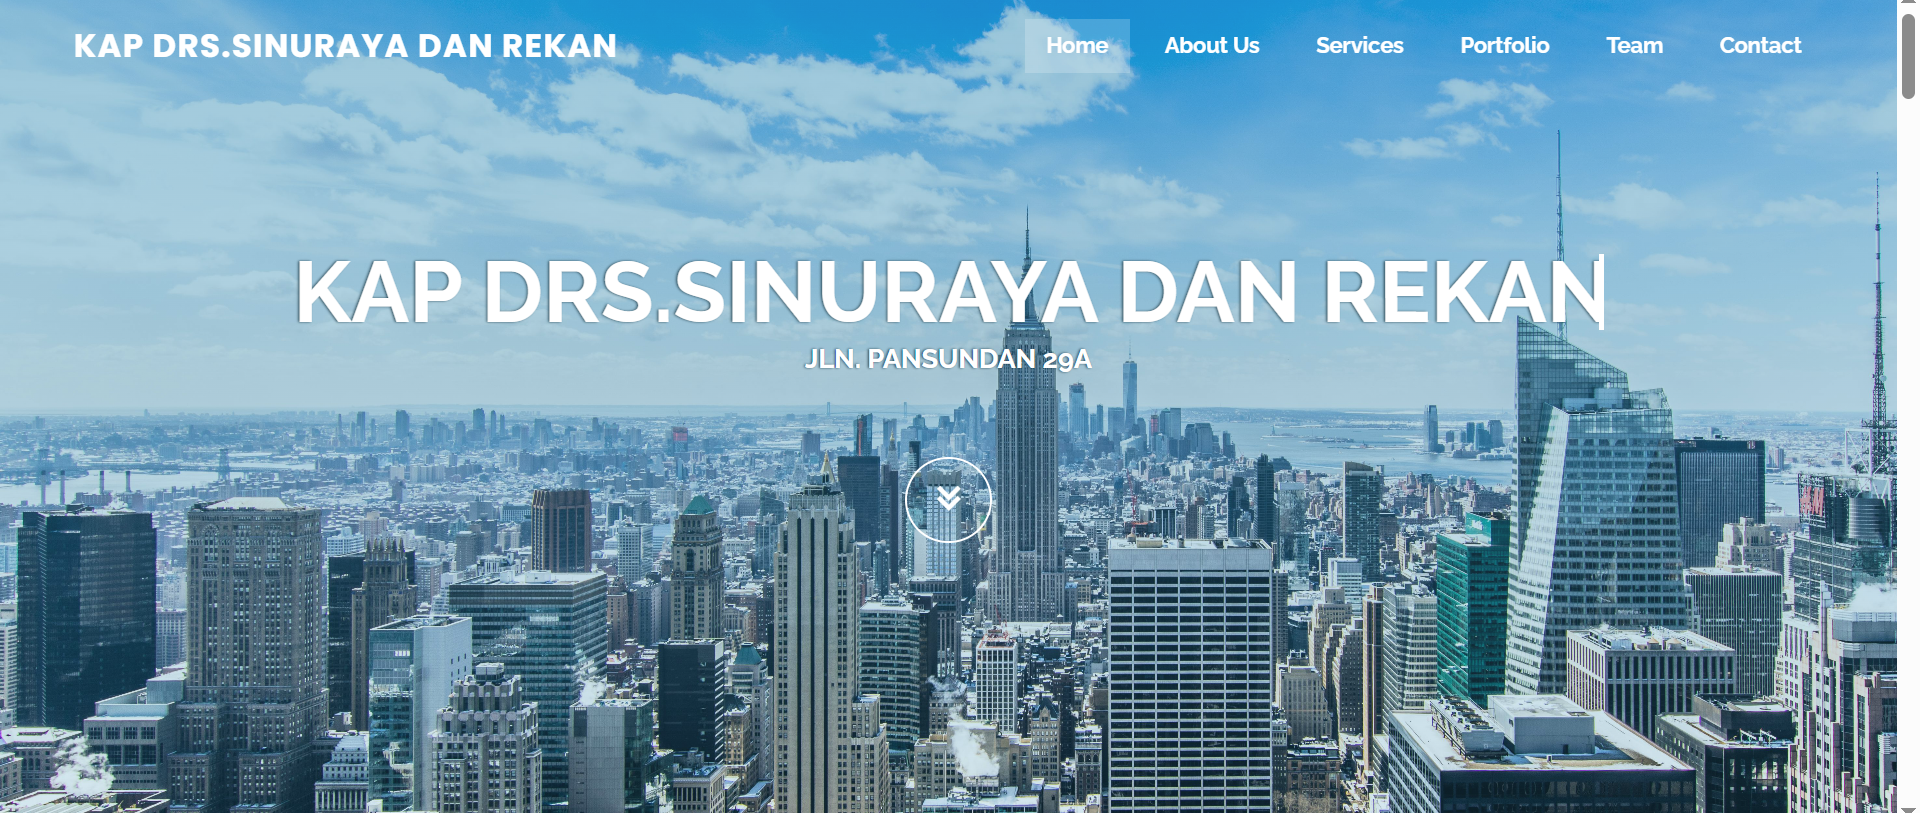 KAP DRS.SINURAYA DAN REKAN
Home About Us Services Portfolio Team Contact
KAP DRS.SINURAYA DAN REKAN
JLN. PANSUNDAN 29A